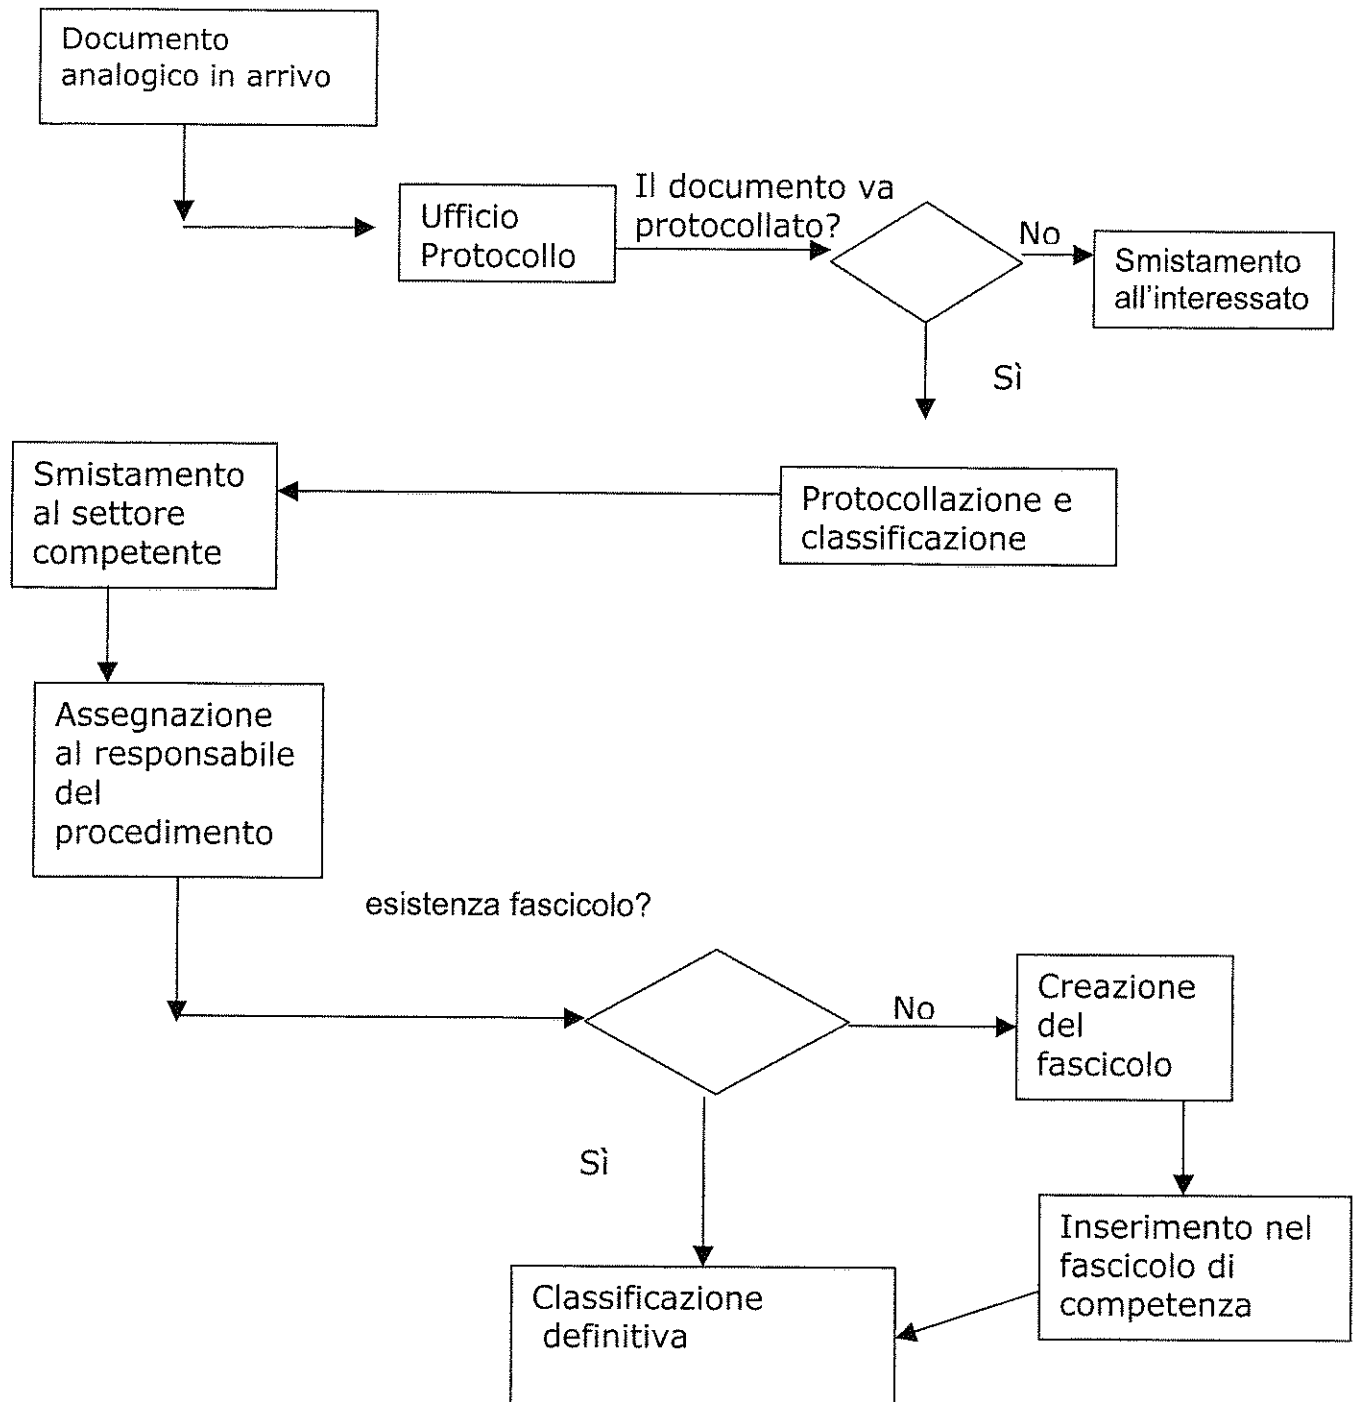 Documento
analogico in arrivo
Ufficio
Protocollo
Il documento va
protocollato?
No
Smistamento
all'interessato
Sì
Smistamento
al settore
competente
Protocollazione e
classificazione
Assegnazione
al responsabile
del
procedimento
esistenza fascicolo?
No
Creazione
del
fascicolo
Sì
Inserimento nel
fascicolo di
competenza
Classificazione
definitiva